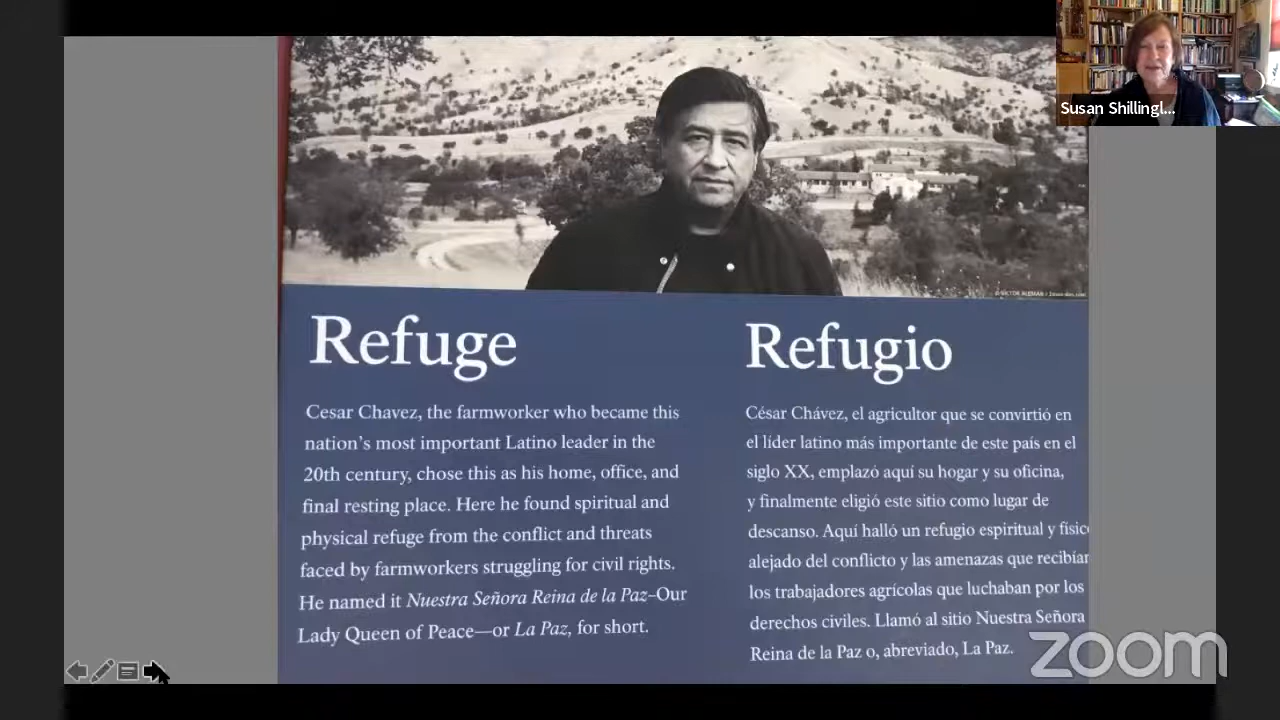 Susan Shillingl...
© VICTOR ALEMÁN /
Refuge
Cesar Chavez, the farmworker who became this
nation's most important Latino leader in the
20th century, chose this as his home, office, and
final resting place. Here he found spiritual and
physical refuge from the conflict and threats
faced by farmworkers struggling for civil rights.
He named it Nuestra Señora Reina de la Paz–Our
Lady Queen of Peace—or La Paz, for short.
Refugio
César Chávez, el agricultor que se convirtió en
el líder latino más importante de este país en el
siglo XX, emplazó aquí su hogar y su oficina,
y finalmente eligió este sitio como lugar de
descanso. Aquí halló un refugio espiritual y físic
alejado del conflicto y las amenazas que recibían
los trabajadores agrícolas que luchaban por los
derechos civiles. Llamó al sitio Nuestra Señora
Reina de la Paz o, abreviado, La Paz.
zoom